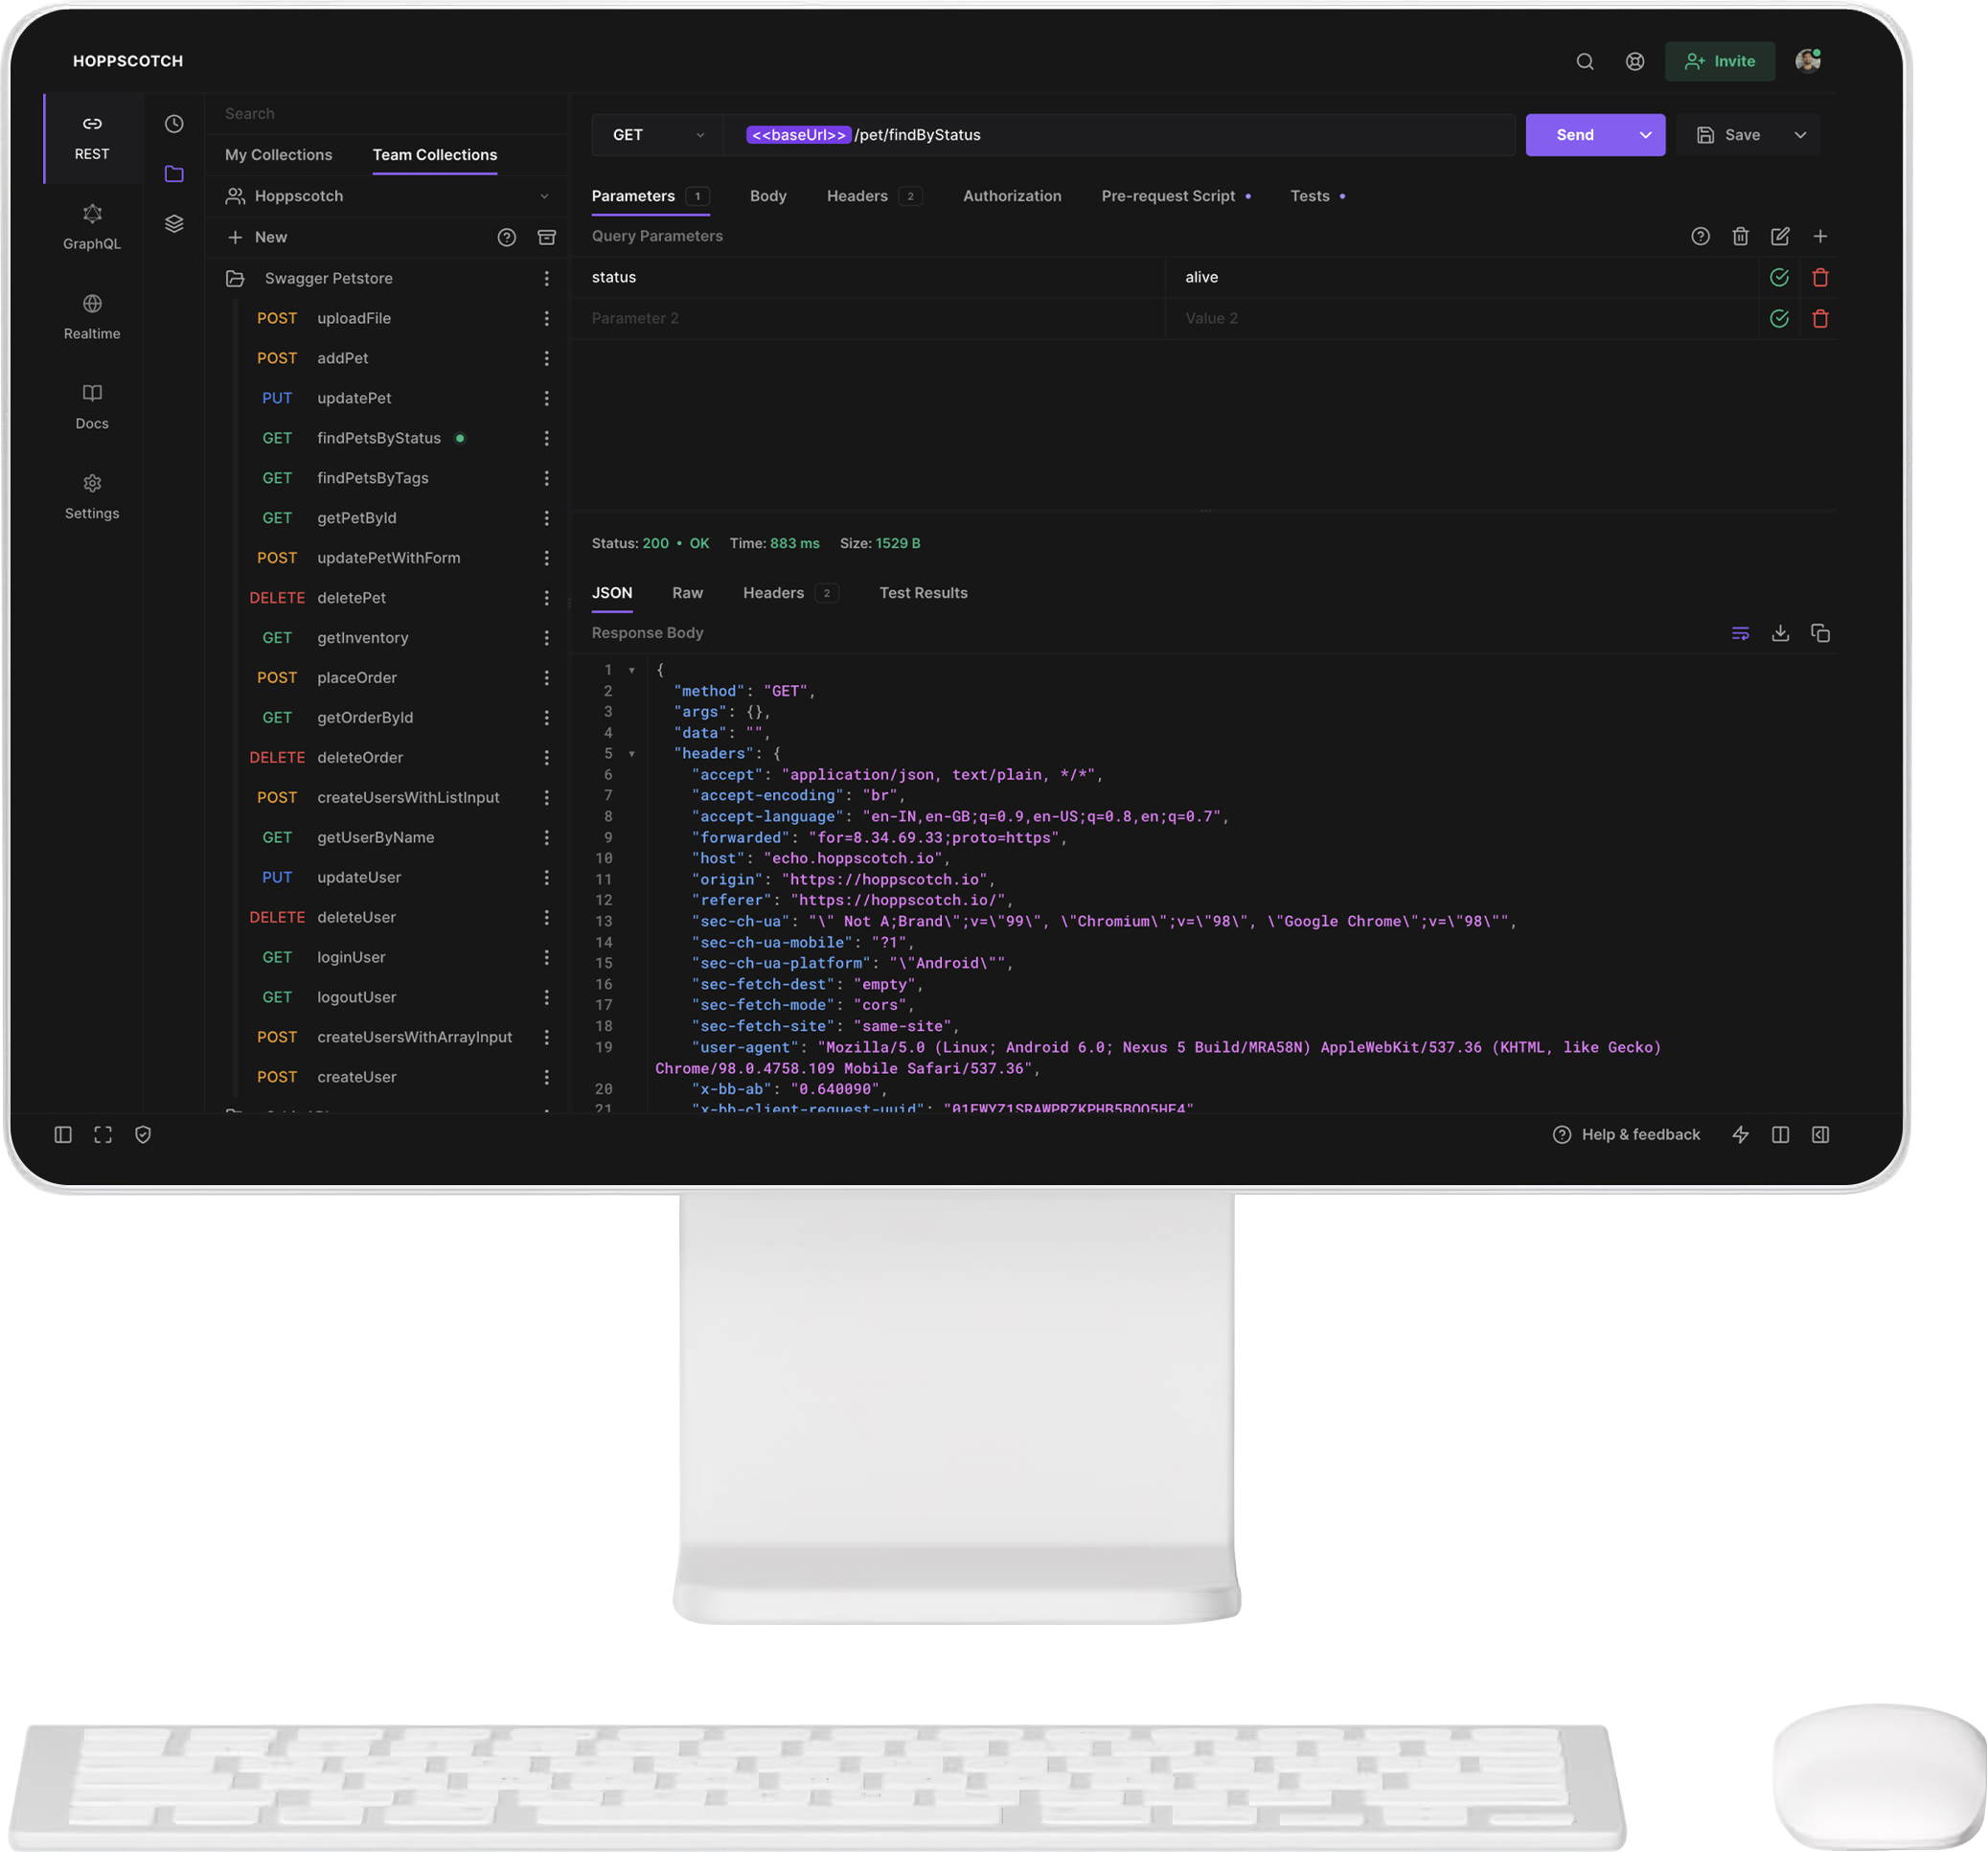 HOPPSCOTCH
Invite
REST
GraphQL
Realtime
Docs
Settings
Search
My Collections Team Collections
Hoppscotch
New
Swagger Petstore
POST uploadFile
POST addPet
PUT updatePet
GET findPetsByStatus
GET findPetsByTags
GET getPetById
POST updatePetWithForm
DELETE deletePet
GET getInventory
POST placeOrder
GET getOrderById
DELETE deleteOrder
POST createUsersWithListInput
GET getUserByName
PUT updateUser
DELETE deleteUser
GET loginUser
GET logoutUser
POST createUsersWithArrayInput
POST createUser
GET <<baseUrl>>/pet/findByStatus Send Save
Parameters 1 Body Headers 2 Authorization Pre-request Script • Tests •
Query Parameters
status alive
Parameter 2 Value 2
Status: 200 • OK Time: 883 ms Size: 1529 B
JSON Raw Headers 2 Test Results
Response Body
1 {
2 "method": "GET",
3 "args": {},
4 "data": "",
5 "headers": {
6 "accept": "application/json, text/plain, */*",
7 "accept-encoding": "br",
8 "accept-language": "en-IN,en-GB;q=0.9,en-US;q=0.8,en;q=0.7",
9 "forwarded": "for=8.34.69.33;proto=https",
10 "host": "echo.hoppscotch.io",
11 "origin": "https://hoppscotch.io",
12 "referer": "https://hoppscotch.io/",
13 "sec-ch-ua": "\" Not A;Brand\";v=\"99\", \"Chromium\";v=\"98\", \"Google Chrome\";v=\"98\"",
14 "sec-ch-ua-mobile": "?1",
15 "sec-ch-ua-platform": "\"Android\"",
16 "sec-fetch-dest": "empty",
17 "sec-fetch-mode": "cors",
18 "sec-fetch-site": "same-site",
19 "user-agent": "Mozilla/5.0 (Linux; Android 6.0; Nexus 5 Build/MRA58N) AppleWebKit/537.36 (KHTML, like Gecko)
Chrome/98.0.4758.109 Mobile Safari/537.36",
20 "x-bb-ab": "0.640090",
21 "x-bb-client-request-uuid":
Help & feedback